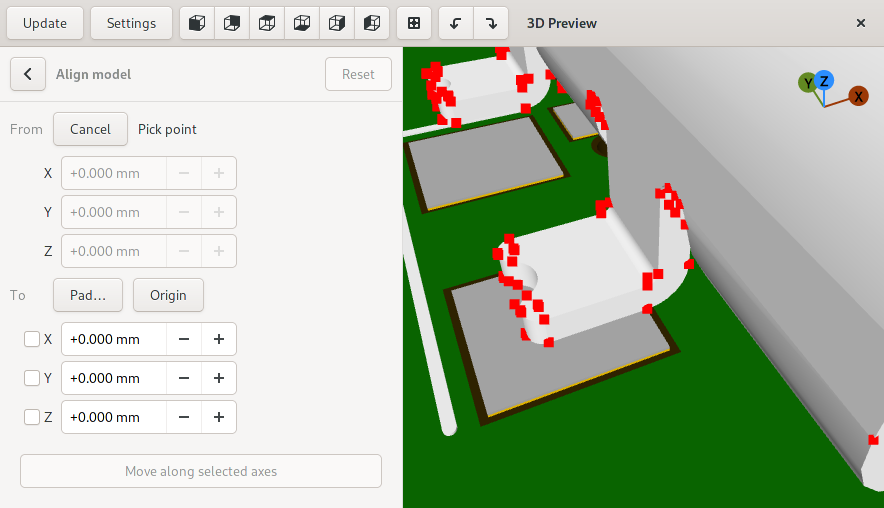 Update Settings 3D Preview
Align model Reset
From Cancel Pick point
X +0.000 mm
Y +0.000 mm
Z +0.000 mm
To Pad... Origin
X +0.000 mm
Y +0.000 mm
Z +0.000 mm
Move along selected axes
Y Z X